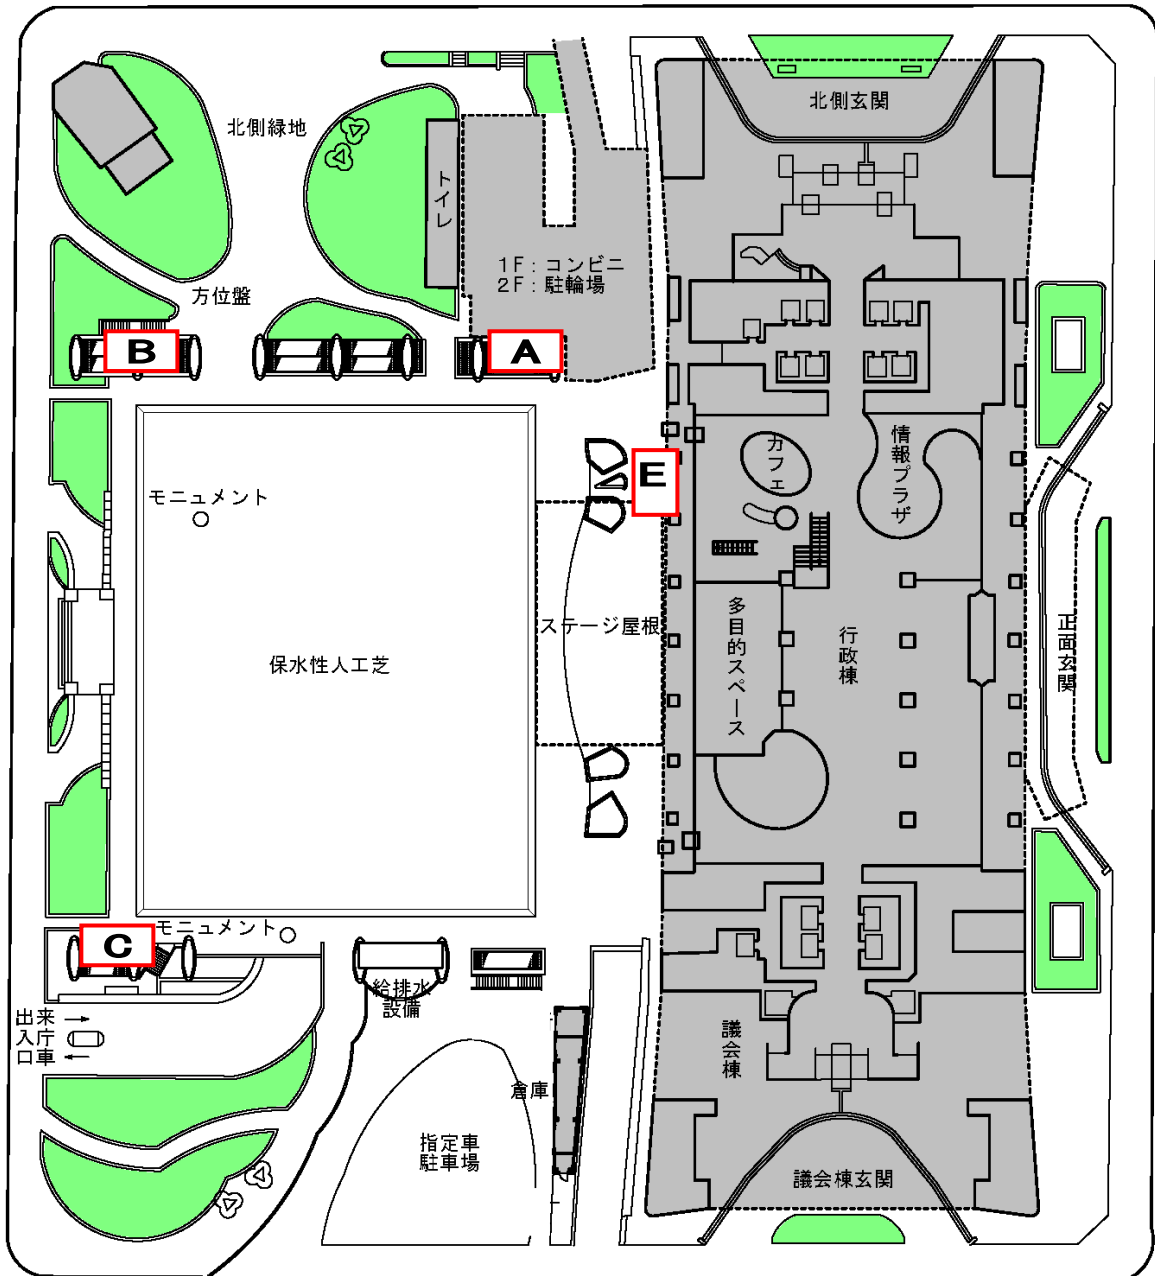 北側玄関
北側緑地
トイレ
1F：コンビニ
2F：駐輪場
方位盤
B
A
E
カフェ
情報プラザ
モニュメント
ステージ屋根
多目的スペース
行政棟
正面玄関
保水性人工芝
C
モニュメント
給排水
設備
出来
入庁
口車
議会棟
倉庫
指定車
駐車場
議会棟玄関